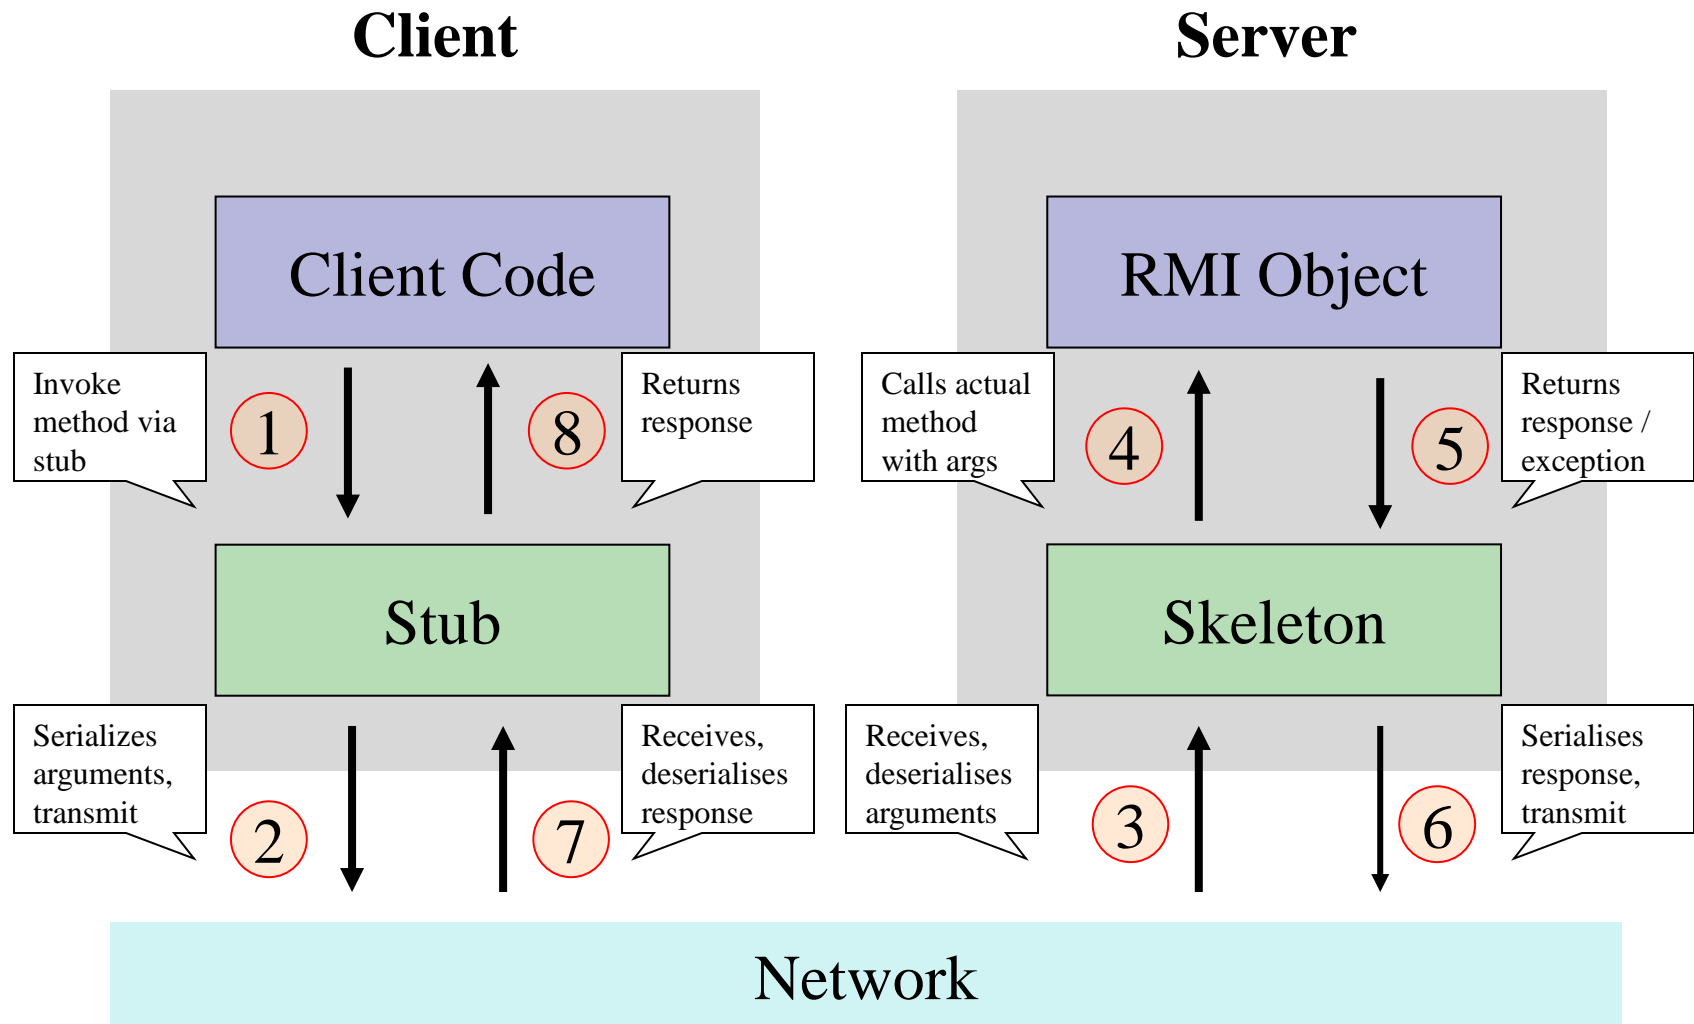 Client
Server
Client Code
RMI Object
Invoke
method via
stub
1
8
Returns
response
Calls actual
method
with args
4
5
Returns
response /
exception
Stub
Skeleton
Serializes
arguments,
transmit
2
7
Receives,
deserialises
response
Receives,
deserialises
arguments
3
6
Serialises
response,
transmit
Network